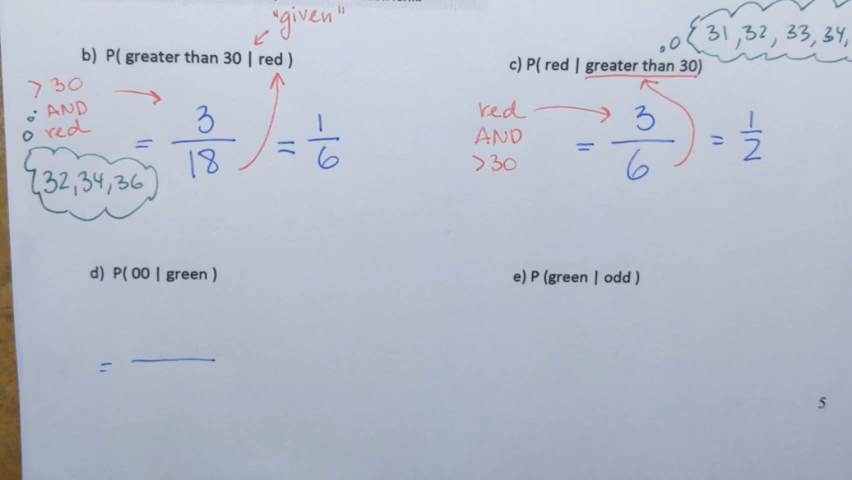 "given"
b) P( greater than 30 | red )
> 30
AND
red
= 3/18 = 1/6
32, 34, 36
31, 32, 33, 34,
c) P( red | greater than 30)
red
AND
>30
= 3/6 = 1/2
d) P( 00 | green )
=
e) P (green | odd )
5